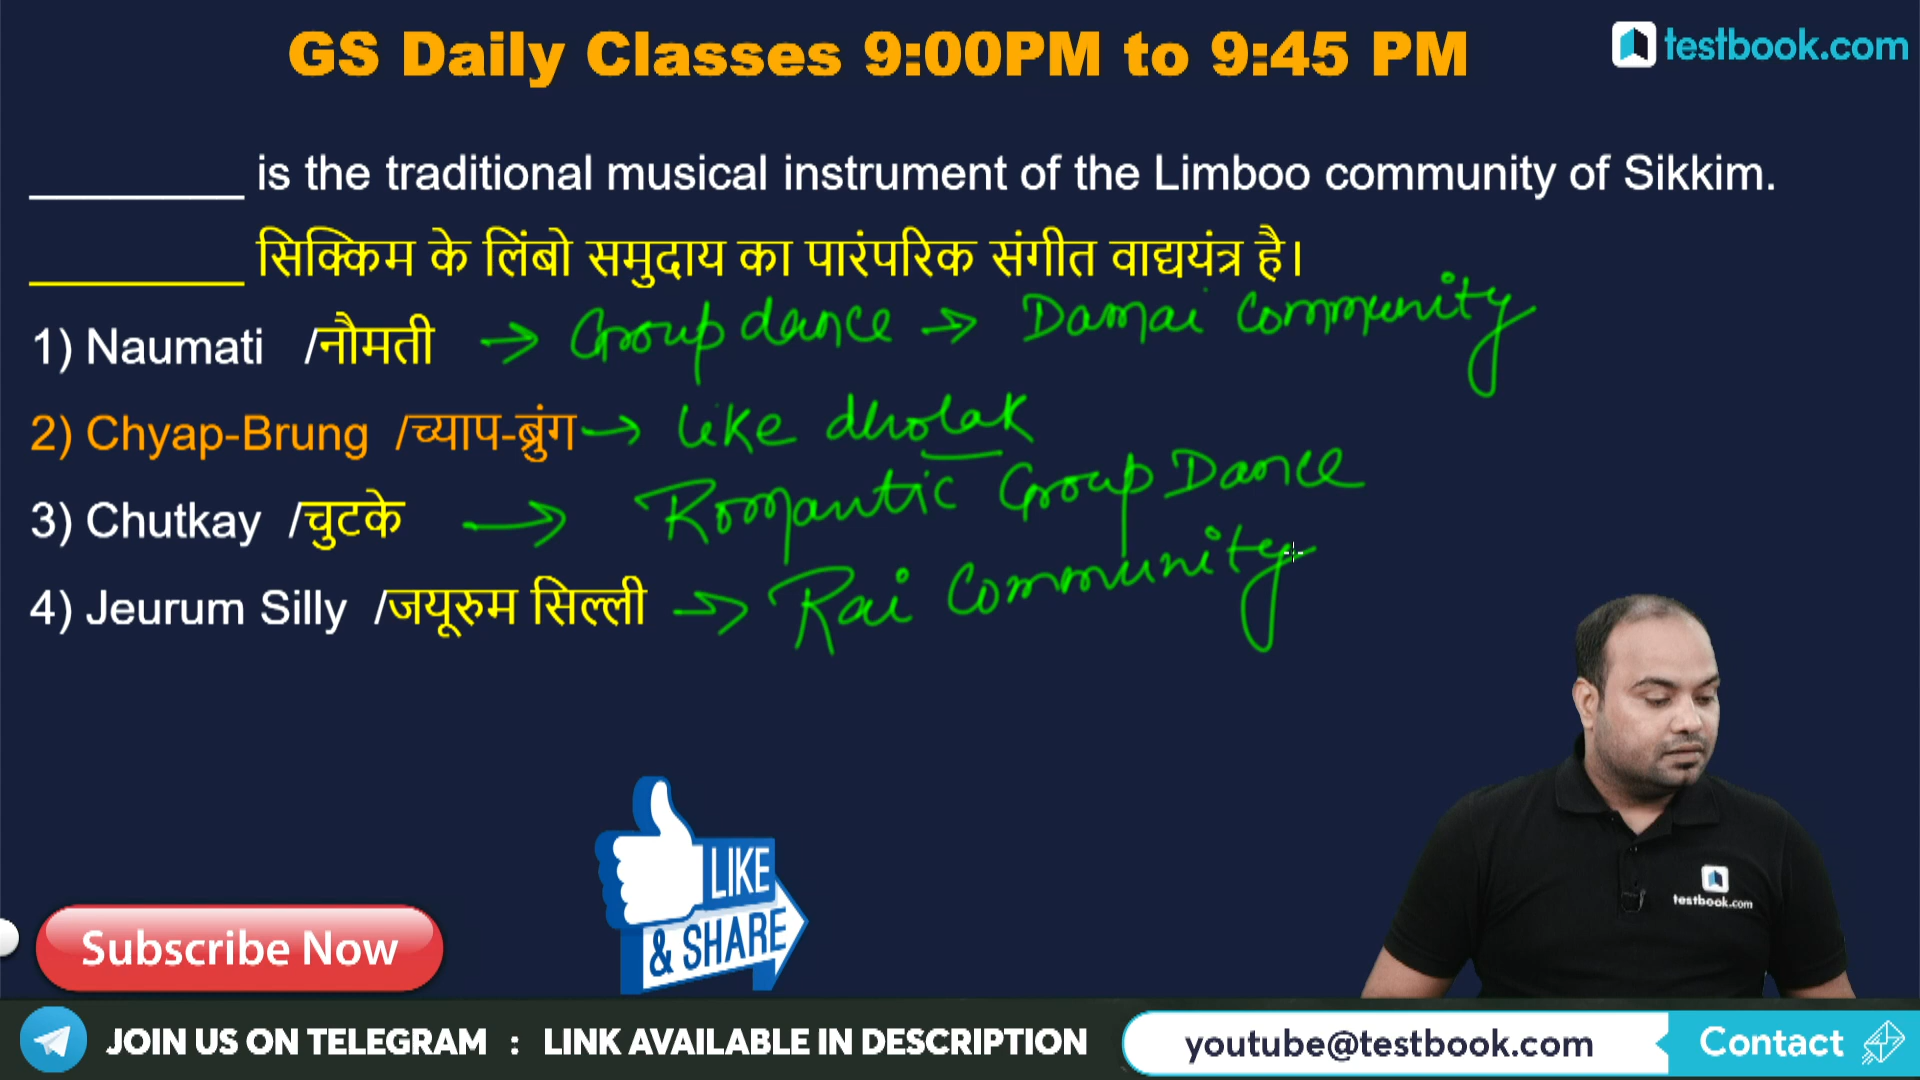 GS Daily Classes 9:00PM to 9:45 PM
testbook.com
________ is the traditional musical instrument of the Limboo community of Sikkim.
________ सिक्किम के लिंबो समुदाय का पारंपरिक संगीत वाद्ययंत्र है।
1) Naumati /नौमती → Group dance → Damai Community
2) Chyap-Brung /च्याप-ब्रुंग → like dholak
3) Chutkay /चुटके → Romantic Group Dance
4) Jeurum Silly /जयूरुम सिल्ली → Rai Community
testbook.com
LIKE
& SHARE
Subscribe Now
JOIN US ON TELEGRAM : LINK AVAILABLE IN DESCRIPTION
youtube@testbook.com
Contact